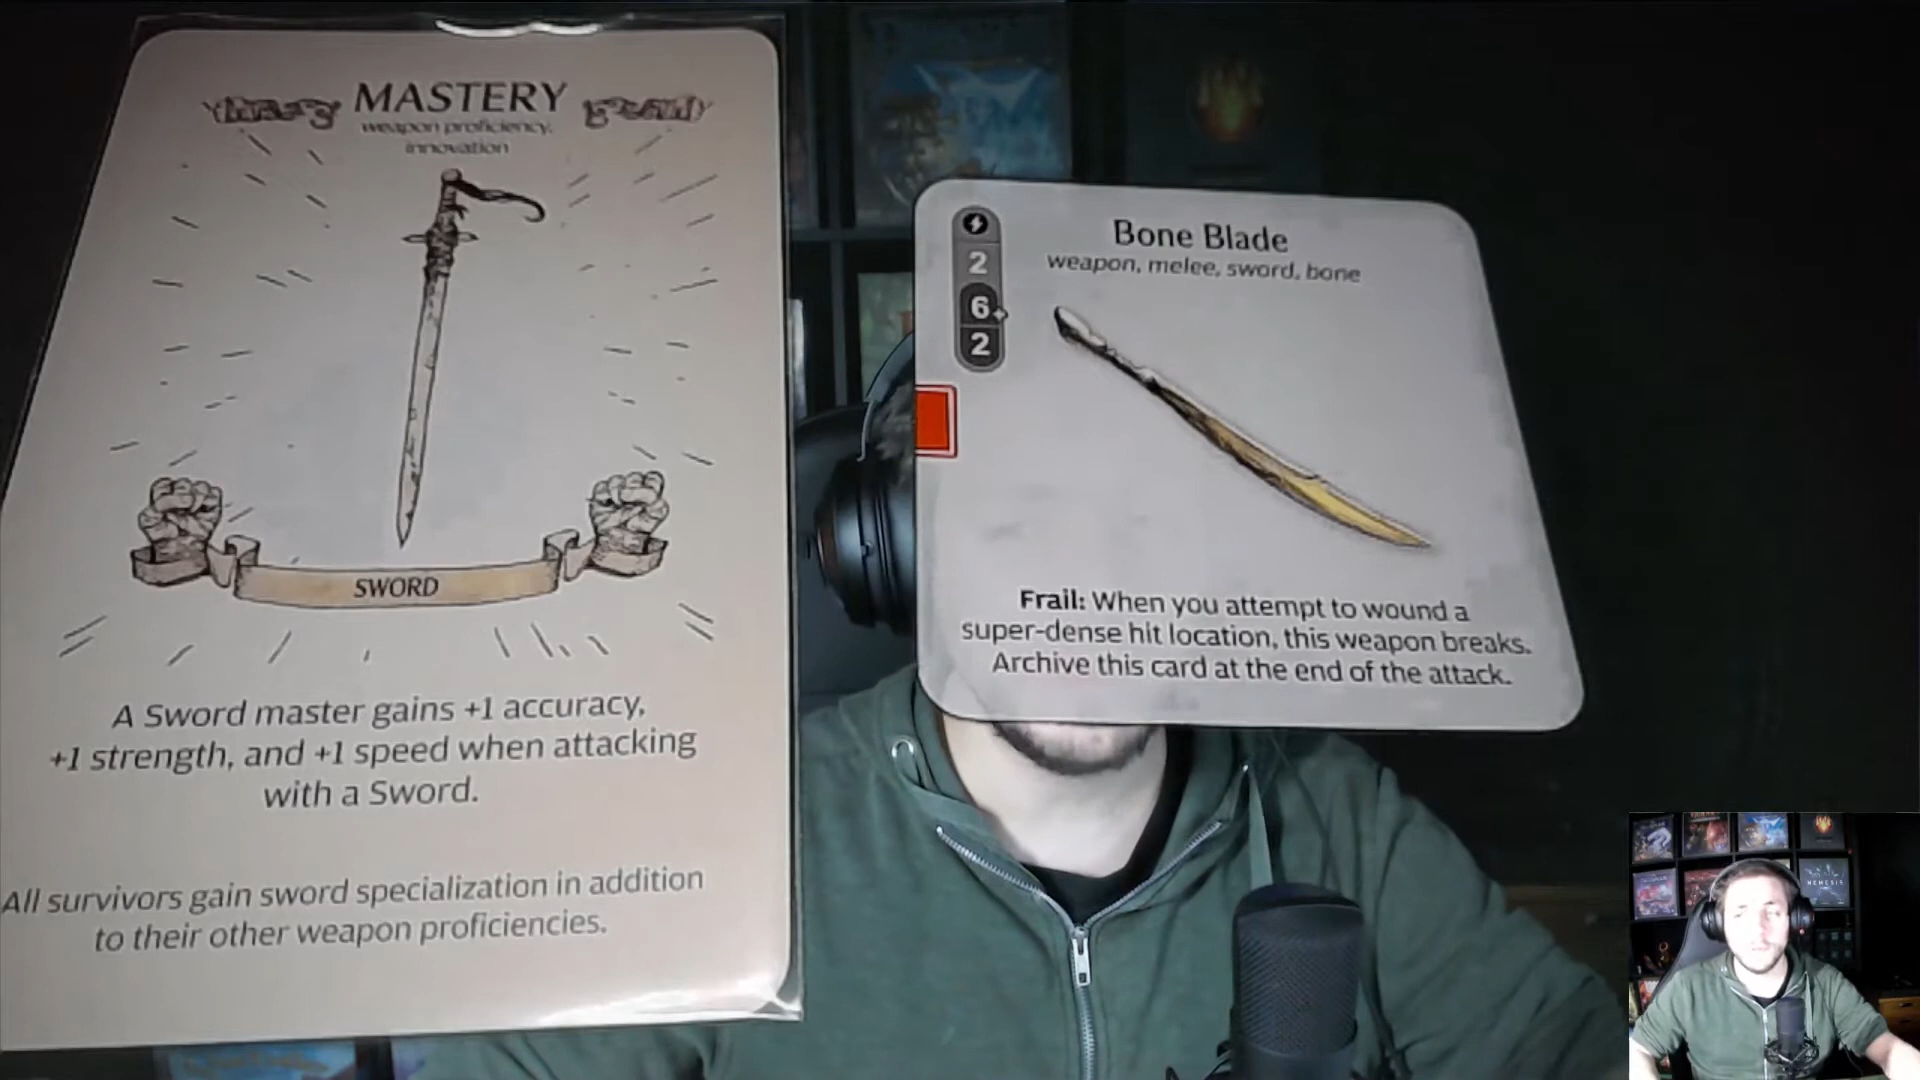 MASTERY
weapon proficiency,
innovation
SWORD
A Sword master gains +1 accuracy,
+1 strength, and +1 speed when attacking
with a Sword.
All survivors gain sword specialization in addition
to their other weapon proficiencies.
Bone Blade
weapon, melee, sword, bone
2
6+
2
Frail: When you attempt to wound a
super-dense hit location, this weapon breaks.
Archive this card at the end of the attack.
NEMESIS